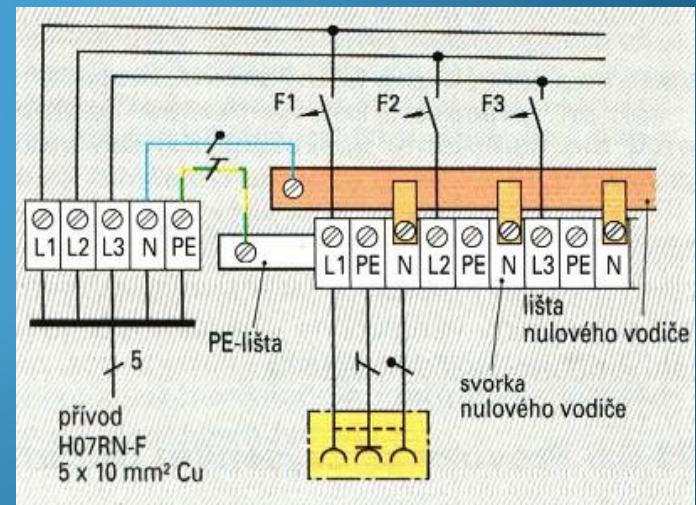 F1 F2 F3
L1 L2 L3 N PE
L1 PE N L2 PE N L3 PE N
PE-lišta
lišta
nulového vodiče
svorka
nulového vodiče
5
přívod
H07RN-F
5 x 10 mm² Cu